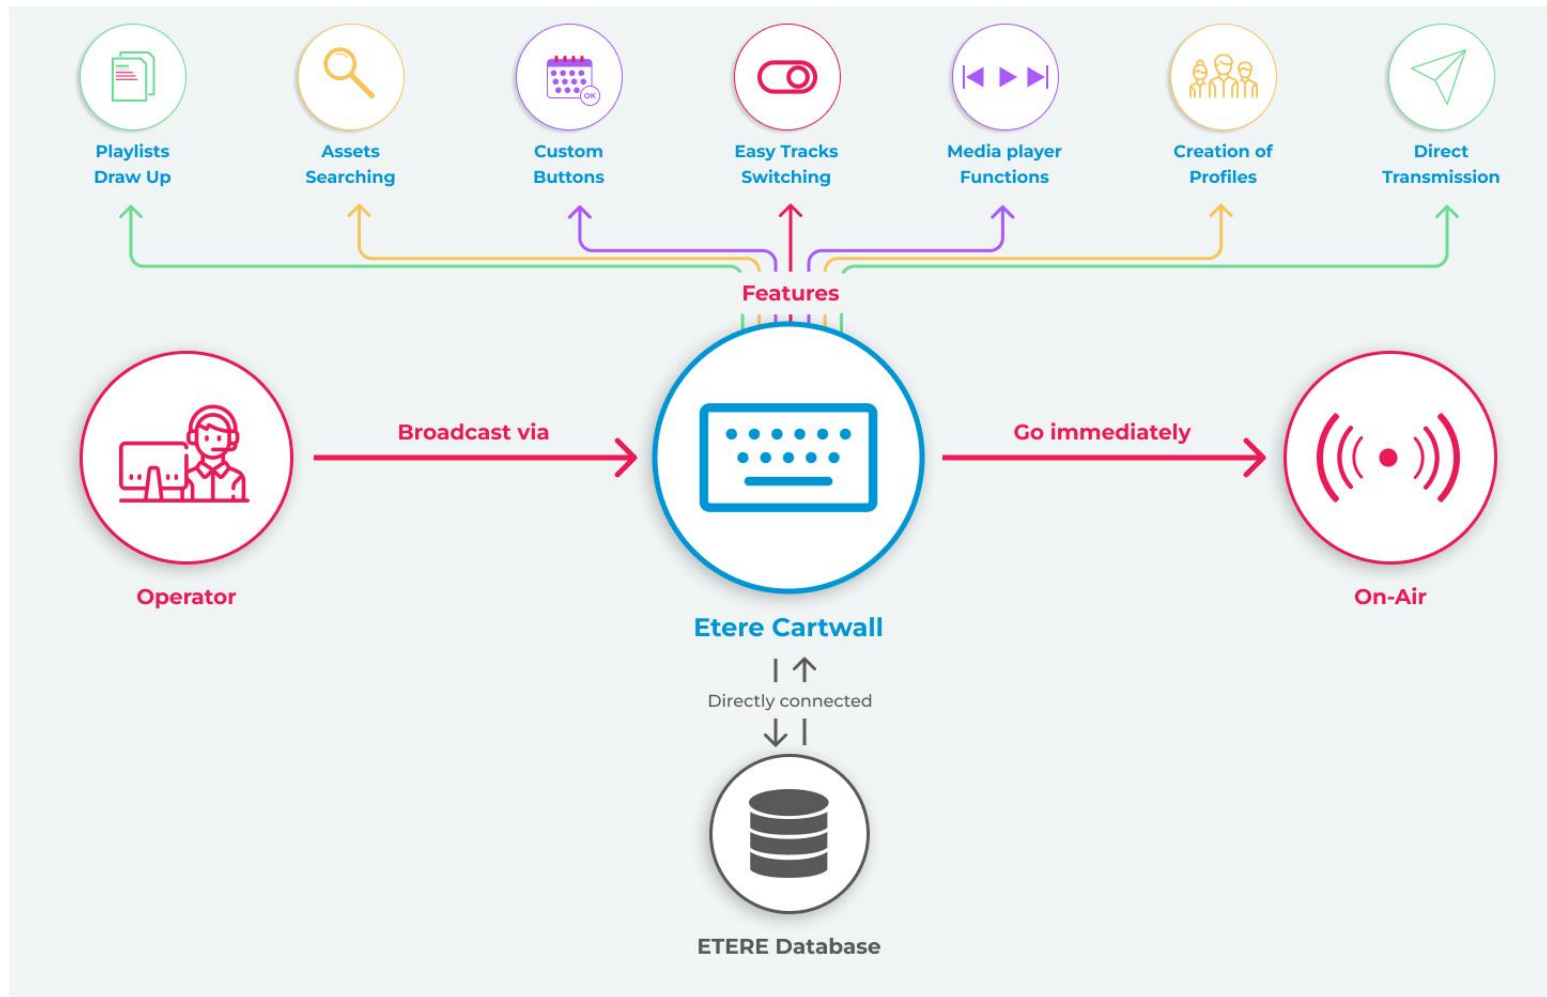 Playlists
Draw Up
Assets
Searching
Custom
Buttons
Easy Tracks
Switching
Media player
Functions
Creation of
Profiles
Direct
Transmission
OK
Features
Broadcast via
Go immediately
Operator
On-Air
Etere Cartwall
Directly connected
ETERE Database